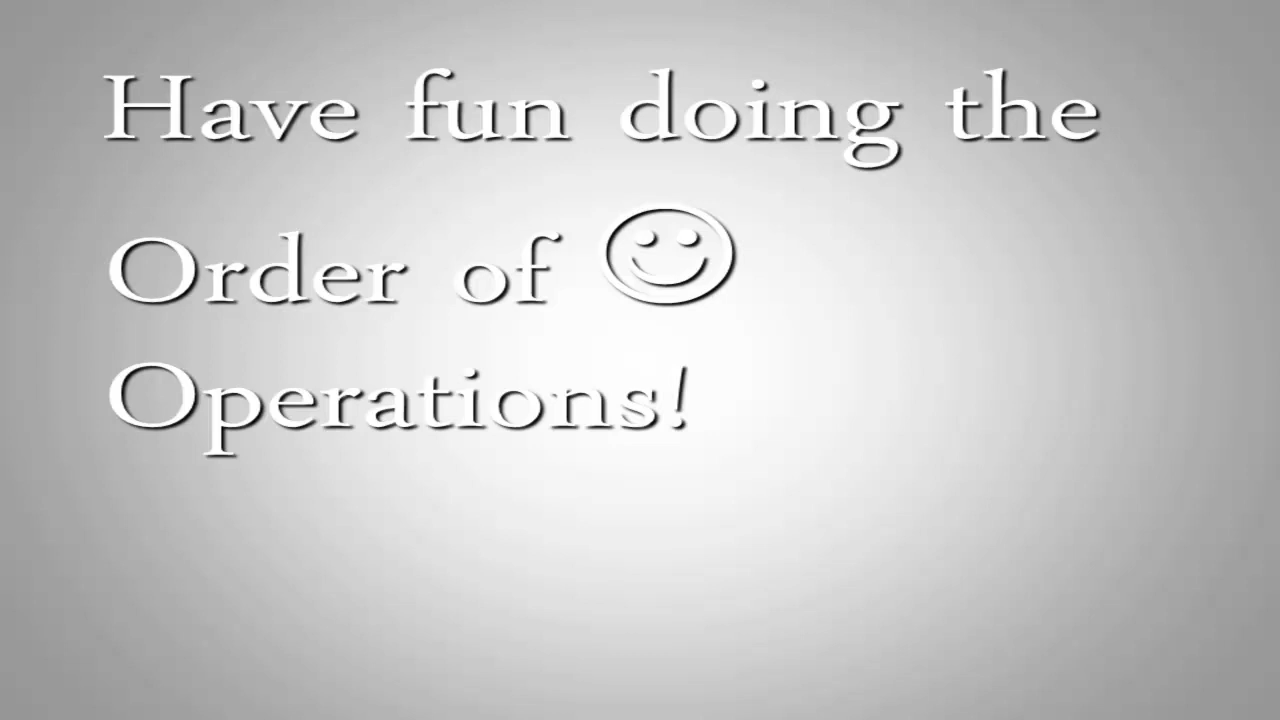 Have fun doing the
Order of ☺
Operations!